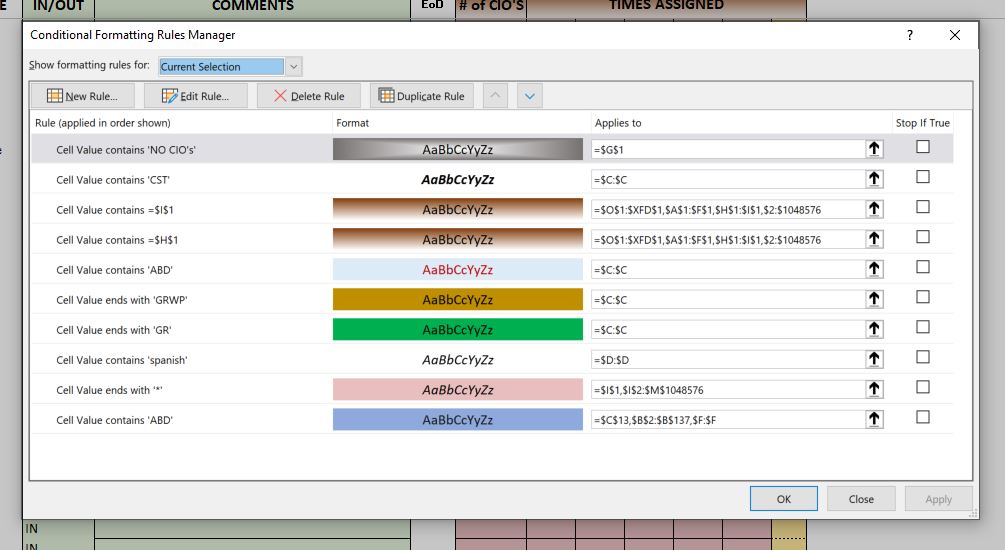 E IN/OUT COMMENTS EoD # of CIO'S TIMES ASSIGNED
Conditional Formatting Rules Manager ?
Show formatting rules for: Current Selection
New Rule... Edit Rule... Delete Rule Duplicate Rule
Rule (applied in order shown) Format Applies to Stop If True
Cell Value contains 'NO CIO's' AaBbCcYyZz =$G$1
Cell Value contains 'CST' AaBbCcYyZz =$C:$C
Cell Value contains =$I$1 AaBbCcYyZz =$O$1:$XFD$1,$A$1:$F$1,$H$1:$I$1,$2:$1048576
Cell Value contains =$H$1 AaBbCcYyZz =$O$1:$XFD$1,$A$1:$F$1,$H$1:$I$1,$2:$1048576
Cell Value contains 'ABD' AaBbCcYyZz =$C:$C
Cell Value ends with 'GRWP' AaBbCcYyZz =$C:$C
Cell Value ends with 'GR' AaBbCcYyZz =$C:$C
Cell Value contains 'spanish' AaBbCcYyZz =$D:$D
Cell Value ends with '*' AaBbCcYyZz =$I$1,$I$2:$M$1048576
Cell Value contains 'ABD' AaBbCcYyZz =$C$13,$B$2:$B$137,$F:$F
OK Close Apply
IN
IN